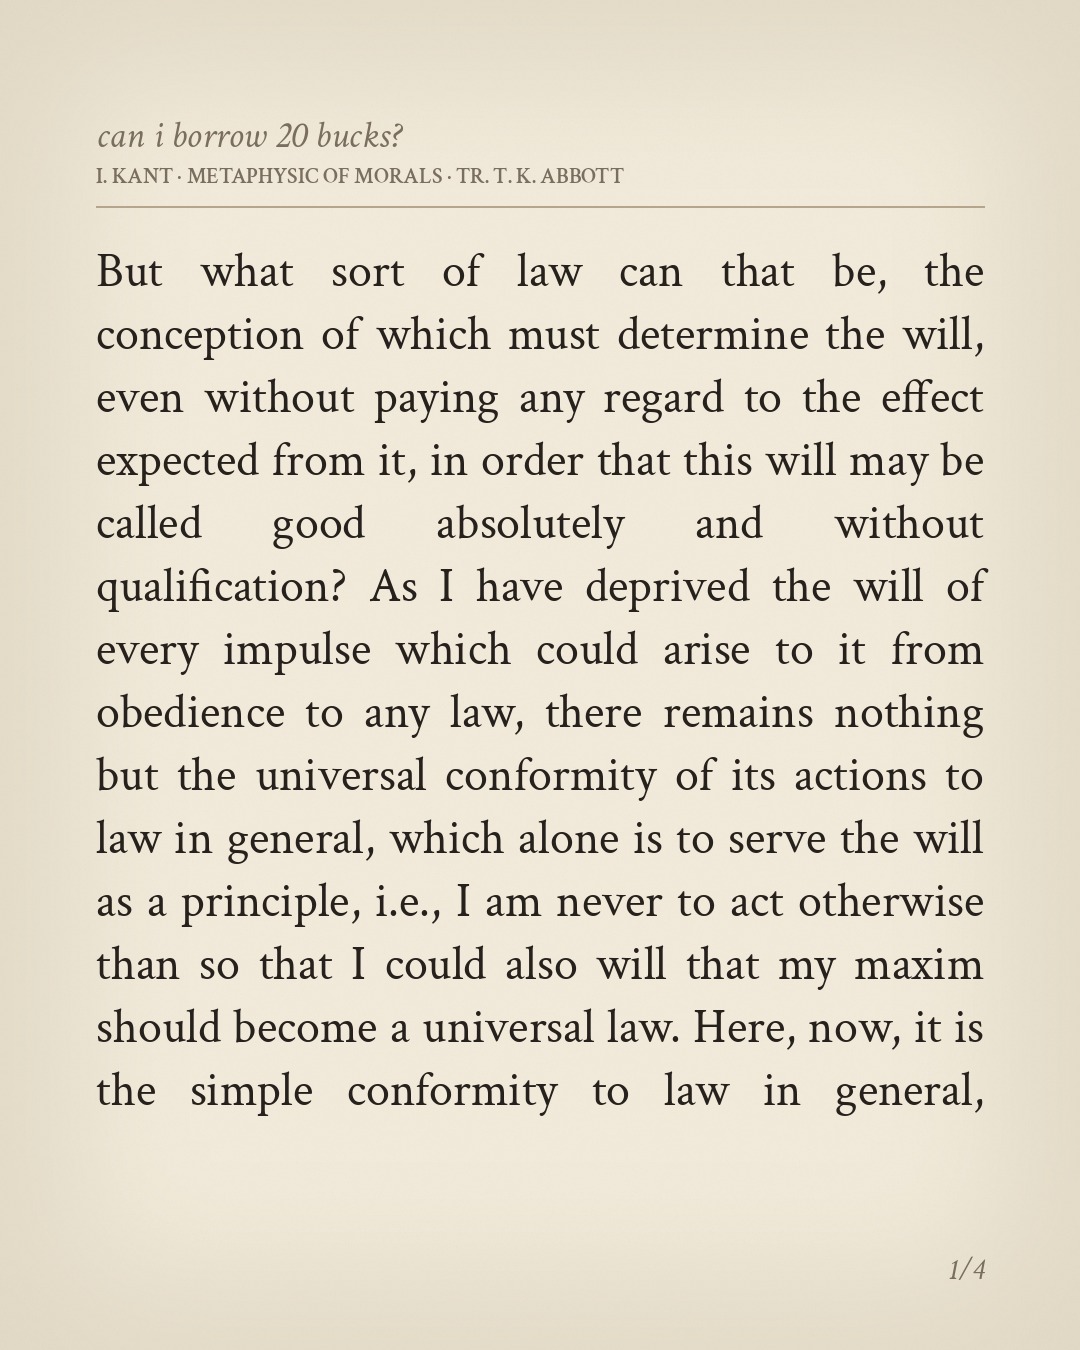 can i borrow 20 bucks?
I. KANT · METAPHYSIC OF MORALS · TR. T. K. ABBOTT
But what sort of law can that be, the
conception of which must determine the will,
even without paying any regard to the effect
expected from it, in order that this will may be
called good absolutely and without
qualification? As I have deprived the will of
every impulse which could arise to it from
obedience to any law, there remains nothing
but the universal conformity of its actions to
law in general, which alone is to serve the will
as a principle, i.e., I am never to act otherwise
than so that I could also will that my maxim
should become a universal law. Here, now, it is
the simple conformity to law in general,
1/4